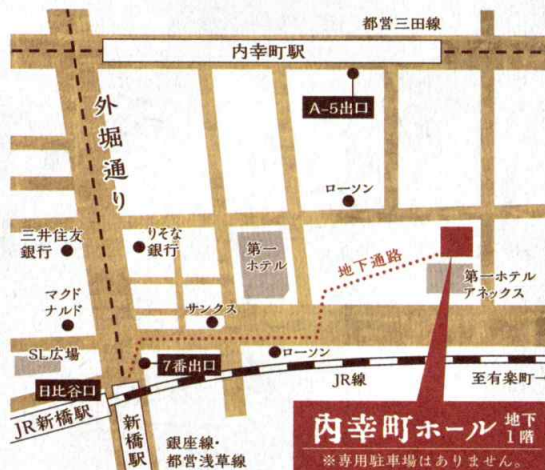 都営三田線
内幸町駅
A-5出口
外堀通り
ローソン
三井住友
銀行
りそな
銀行
第一
ホテル
地下通路
第一ホテル
アネックス
マクド
ナルド
サンクス
SL広場
7番出口
ローソン
日比谷口
JR線
至有楽町→
JR新橋駅
新橋駅
銀座線・
都営浅草線
内幸町ホール 地下
1階
※専用駐車場はありません。